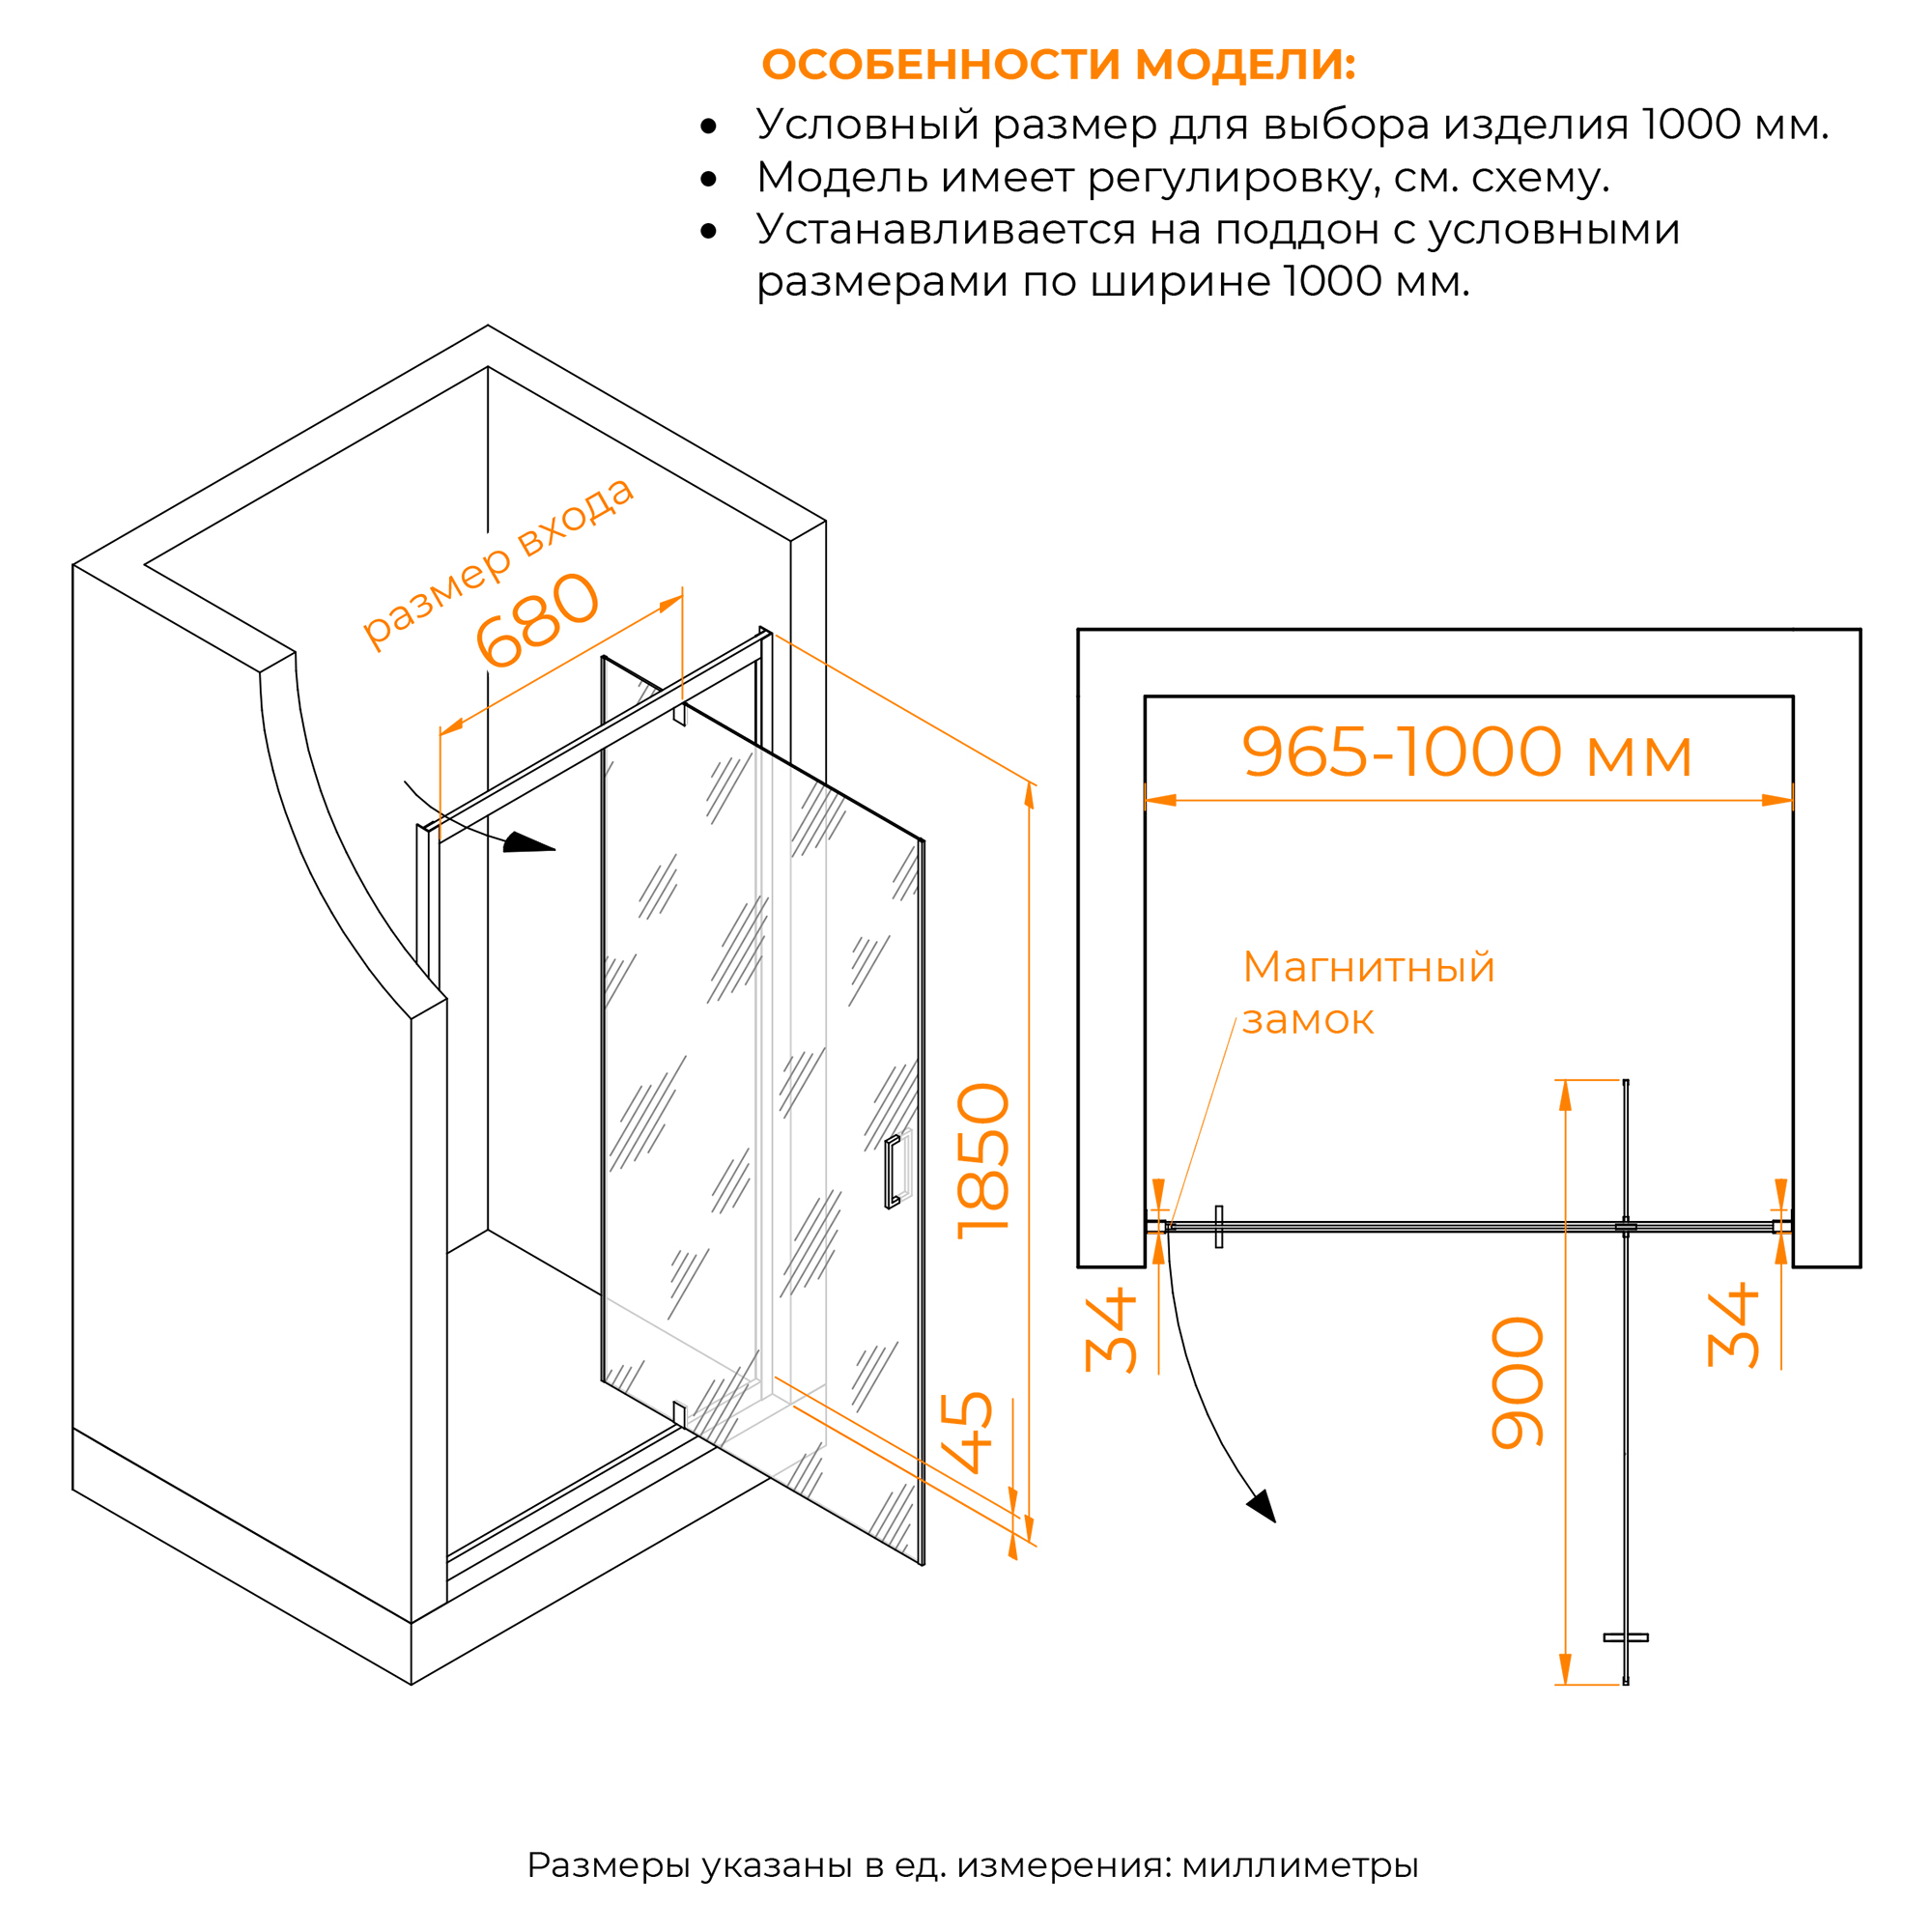 ОСОБЕННОСТИ МОДЕЛИ:
• Условный размер для выбора изделия 1000 мм.
• Модель имеет регулировку, см. схему.
• Устанавливается на поддон с условными
размерами по ширине 1000 мм.
размер входа
680
1850
45
965-1000 мм
Магнитный
замок
34
900
34
Размеры указаны в ед. измерения: миллиметры